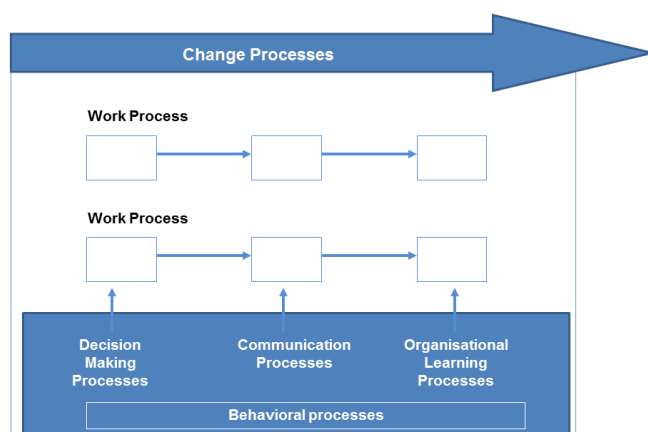 Change Processes
Work Process
Work Process
Decision
Making
Processes
Communication
Processes
Organisational
Learning
Processes
Behavioral processes